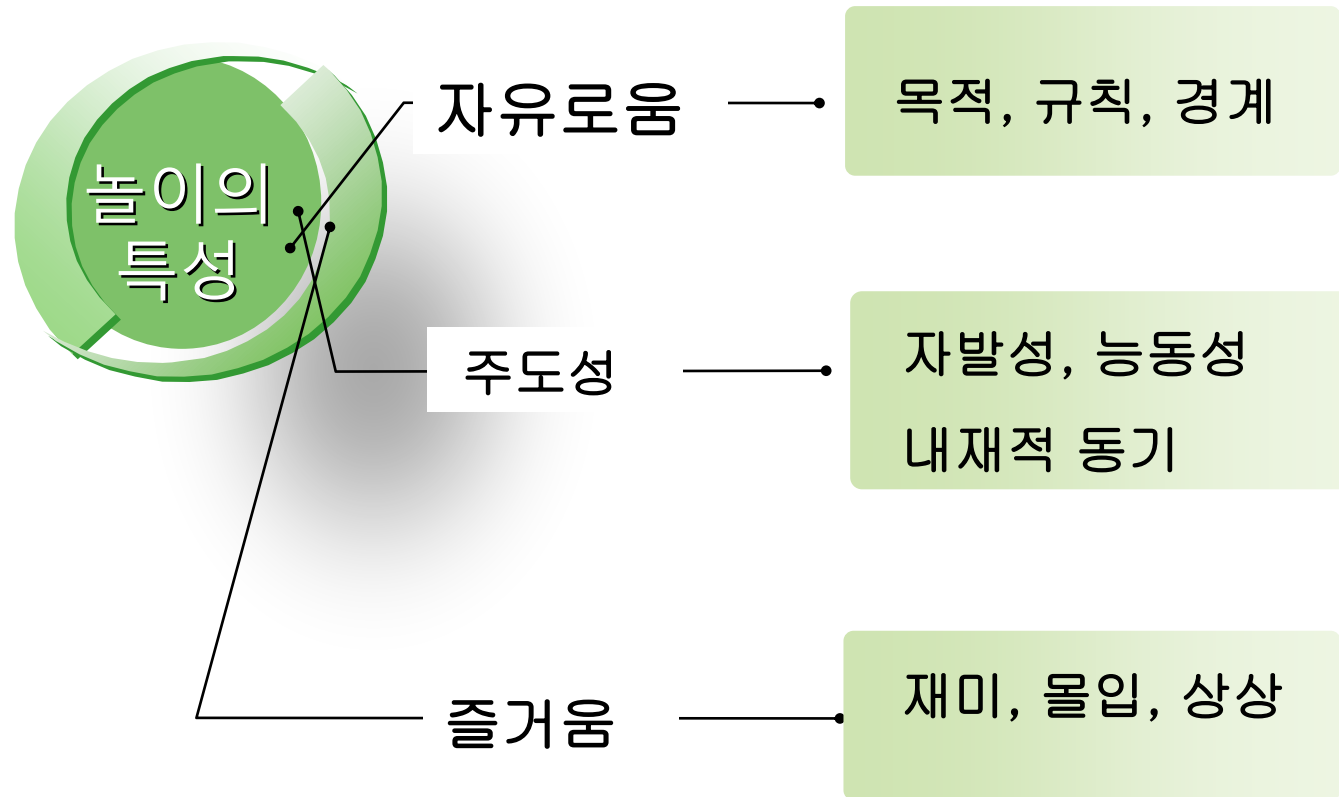 놀이의
특성
자유로움
목적, 규칙, 경계
주도성
자발성, 능동성
내재적 동기
즐거움
재미, 몰입, 상상